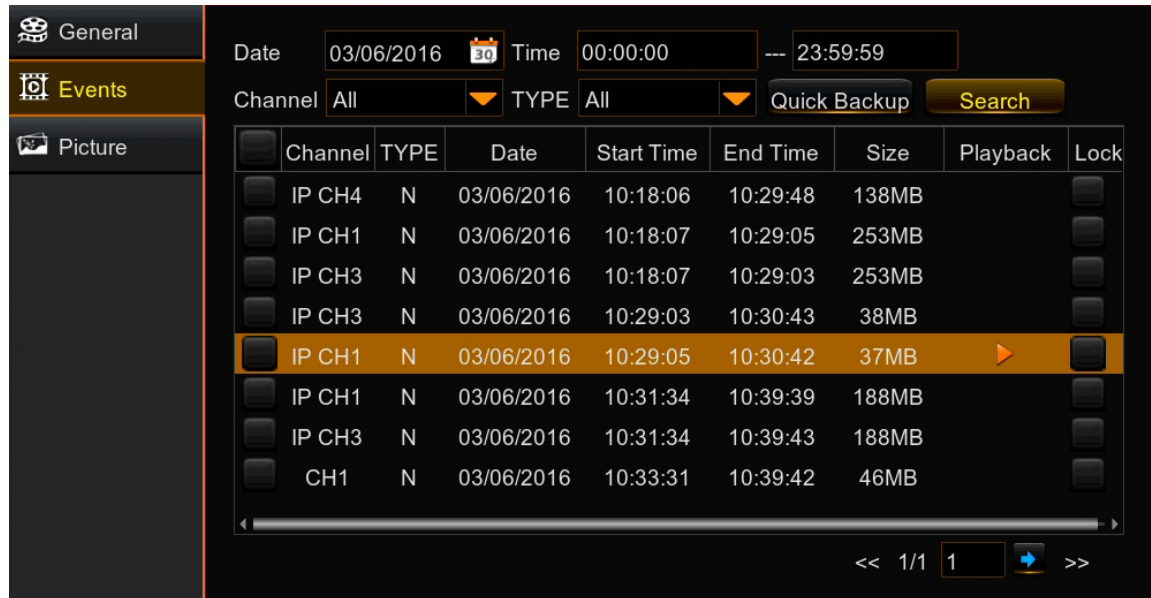 General
Events
Picture
Date 03/06/2016 30 Time 00:00:00 --- 23:59:59
Channel All TYPE All Quick Backup Search
Channel TYPE Date Start Time End Time Size Playback Lock
IP CH4 N 03/06/2016 10:18:06 10:29:48 138MB
IP CH1 N 03/06/2016 10:18:07 10:29:05 253MB
IP CH3 N 03/06/2016 10:18:07 10:29:03 253MB
IP CH3 N 03/06/2016 10:29:03 10:30:43 38MB
IP CH1 N 03/06/2016 10:29:05 10:30:42 37MB
IP CH1 N 03/06/2016 10:31:34 10:39:39 188MB
IP CH3 N 03/06/2016 10:31:34 10:39:43 188MB
CH1 N 03/06/2016 10:33:31 10:39:42 46MB
<< 1/1 1 >>